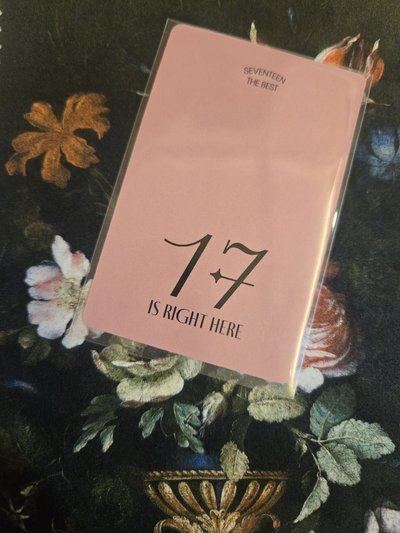 SEVENTEEN
THE BEST
17
IS RIGHT HERE